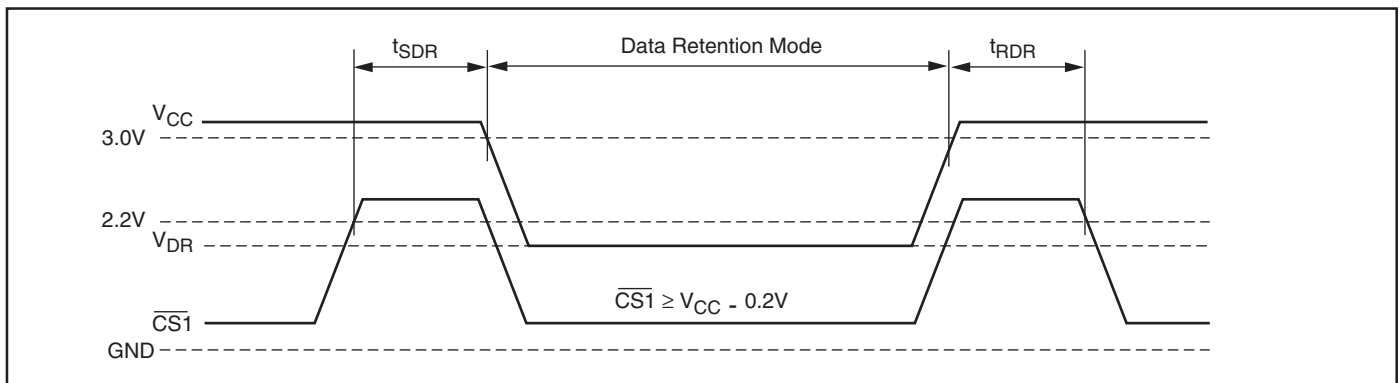 tSDR
Data Retention Mode
tRDR
VCC
3.0V
2.2V
VDR
CS1 ≥ VCC - 0.2V
CS1
GND